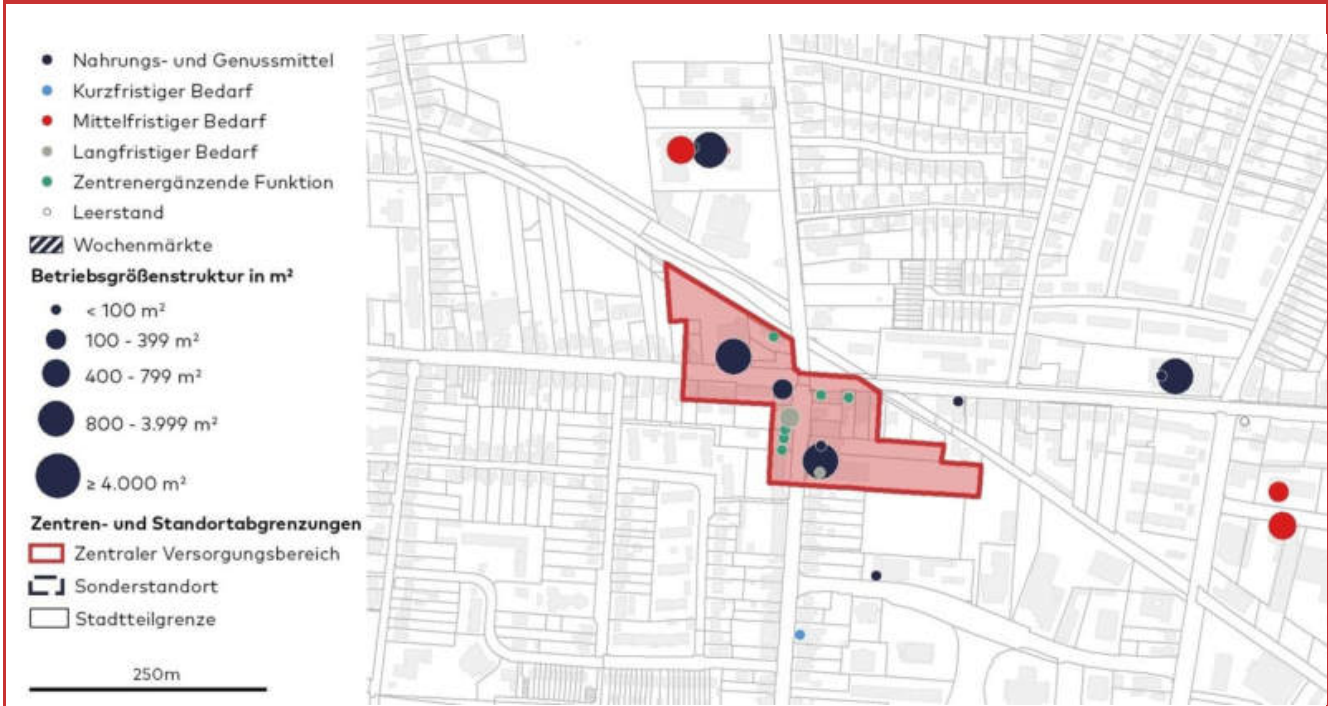 Nahrungs- und Genussmittel
Kurzfristiger Bedarf
Mittelfristiger Bedarf
Langfristiger Bedarf
Zentrenergänzende Funktion
Leerstand
Wochenmärkte
Betriebsgrößenstruktur in m²
< 100 m²
100 - 399 m²
400 - 799 m²
800 - 3.999 m²
≥ 4.000 m²
Zentren- und Standortabgrenzungen
Zentraler Versorgungsbereich
Sonderstandort
Stadtteilgrenze
250m